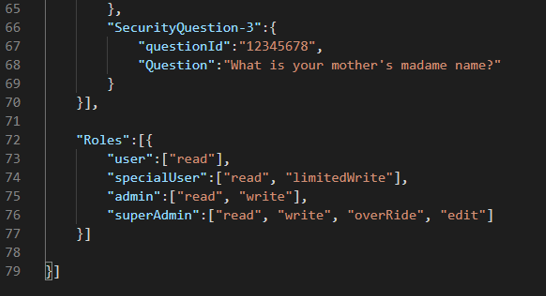 65 },
66 "SecurityQuestion-3":{
67 "questionId":"12345678",
68 "Question":"What is your mother's madame name?"
69 }
70 }],
71
72 "Roles":[{
73 "user":["read"],
74 "specialUser":["read", "limitedWrite"],
75 "admin":["read", "write"],
76 "superAdmin":["read", "write", "overRide", "edit"]
77 }]
78
79 }]